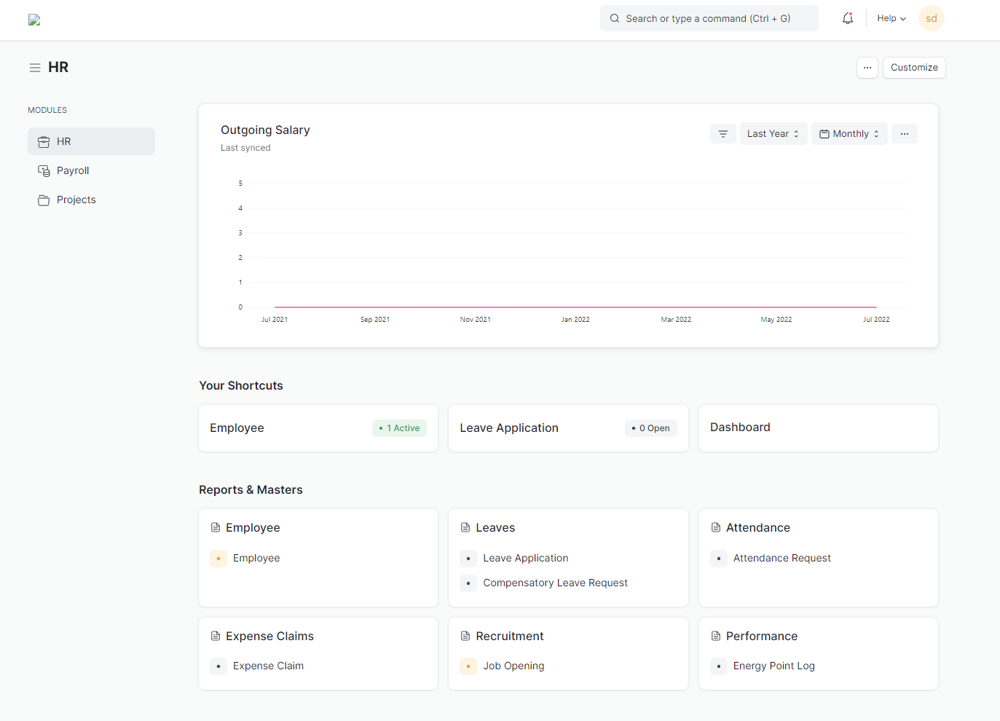 Search or type a command (Ctrl + G)
Help
sd
HR
Customize
MODULES
HR
Payroll
Projects
Outgoing Salary
Last synced
Last Year
Monthly
5
4
3
2
1
0
Jul 2021 Sep 2021 Nov 2021 Jan 2022 Mar 2022 May 2022 Jul 2022
Your Shortcuts
Employee
1 Active
Leave Application
0 Open
Dashboard
Reports & Masters
Employee
Employee
Leaves
Leave Application
Compensatory Leave Request
Attendance
Attendance Request
Expense Claims
Expense Claim
Recruitment
Job Opening
Performance
Energy Point Log